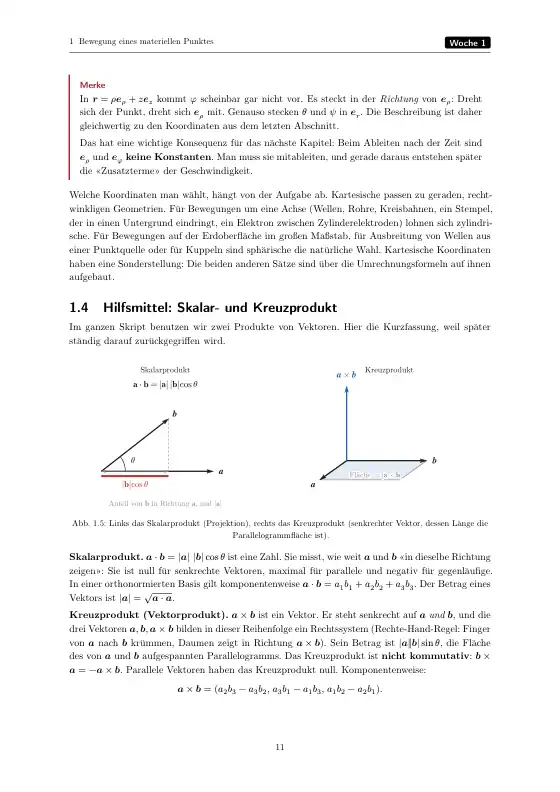 1 Bewegung eines materiellen Punktes
Woche 1
Merke
In r = ρe_ρ + ze_z kommt φ scheinbar gar nicht vor. Es steckt in der Richtung von e_ρ: Dreht
sich der Punkt, dreht sich e_ρ mit. Genauso stecken θ und ψ in e_r. Die Beschreibung ist daher
gleichwertig zu den Koordinaten aus dem letzten Abschnitt.
Das hat eine wichtige Konsequenz für das nächste Kapitel: Beim Ableiten nach der Zeit sind
e_ρ und e_φ keine Konstanten. Man muss sie mitableiten, und gerade daraus entstehen später
die «Zusatzterme» der Geschwindigkeit.
Welche Koordinaten man wählt, hängt von der Aufgabe ab. Kartesische passen zu geraden, recht-
winkligen Geometrien. Für Bewegungen um eine Achse (Wellen, Rohre, Kreisbahnen, ein Stempel,
der in einen Untergrund eindringt, ein Elektron zwischen Zylinderelektroden) lohnen sich zylindri-
sche. Für Bewegungen auf der Erdoberfläche im großen Maßstab, für Ausbreitung von Wellen aus
einer Punktquelle oder für Kuppeln sind sphärische die natürliche Wahl. Kartesische Koordinaten
haben eine Sonderstellung: Die beiden anderen Sätze sind über die Umrechnungsformeln auf ihnen
aufgebaut.
1.4 Hilfsmittel: Skalar- und Kreuzprodukt
Im ganzen Skript benutzen wir zwei Produkte von Vektoren. Hier die Kurzfassung, weil später
ständig darauf zurückgegriffen wird.
Skalarprodukt
a · b = |a| |b|cos θ
b
θ
a
|b|cos θ
Anteil von b in Richtung a, mal |a|
Kreuzprodukt
a × b
b
Fläche = |a × b|
a
Abb. 1.5: Links das Skalarprodukt (Projektion), rechts das Kreuzprodukt (senkrechter Vektor, dessen Länge die
Parallelogrammfläche ist).
Skalarprodukt. a · b = |a| |b| cos θ ist eine Zahl. Sie misst, wie weit a und b «in dieselbe Richtung
zeigen»: Sie ist null für senkrechte Vektoren, maximal für parallele und negativ für gegenläufige.
In einer orthonormierten Basis gilt komponentenweise a · b = a₁b₁ + a₂b₂ + a₃b₃. Der Betrag eines
Vektors ist |a| = √a · a.
Kreuzprodukt (Vektorprodukt). a × b ist ein Vektor. Er steht senkrecht auf a und b, und die
drei Vektoren a, b, a × b bilden in dieser Reihenfolge ein Rechtssystem (Rechte-Hand-Regel: Finger
von a nach b krümmen, Daumen zeigt in Richtung a × b). Sein Betrag ist |a||b| sin θ, die Fläche
des von a und b aufgespannten Parallelogramms. Das Kreuzprodukt ist nicht kommutativ: b ×
a = −a × b. Parallele Vektoren haben das Kreuzprodukt null. Komponentenweise:
a × b = (a₂b₃ − a₃b₂, a₃b₁ − a₁b₃, a₁b₂ − a₂b₁).
11